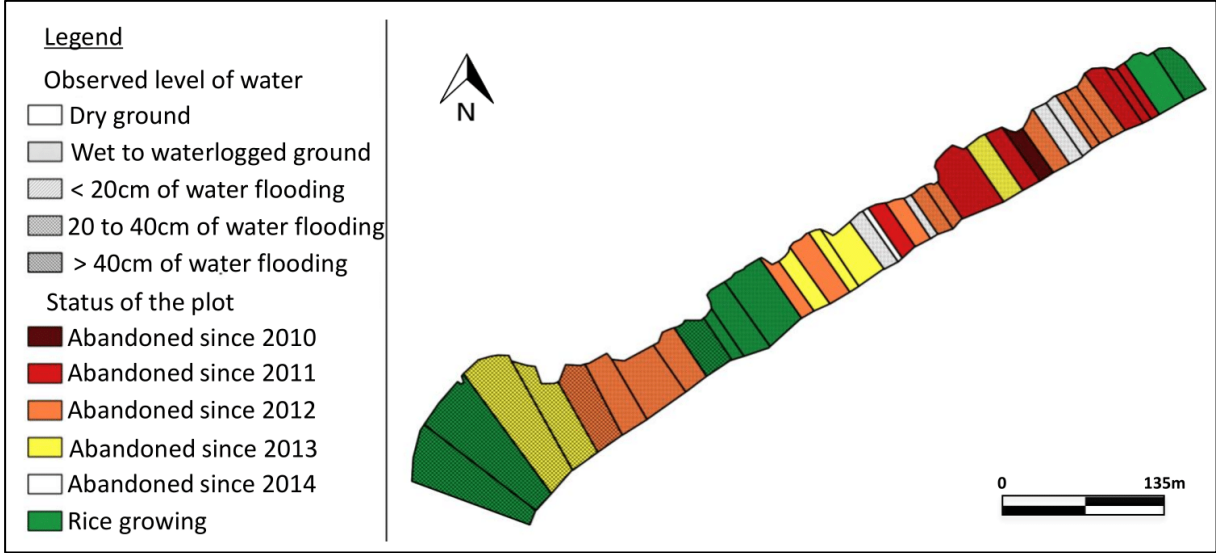 Legend
Observed level of water
Dry ground
Wet to waterlogged ground
< 20cm of water flooding
20 to 40cm of water flooding
> 40cm of water flooding
Status of the plot
Abandoned since 2010
Abandoned since 2011
Abandoned since 2012
Abandoned since 2013
Abandoned since 2014
Rice growing
N
0 135m